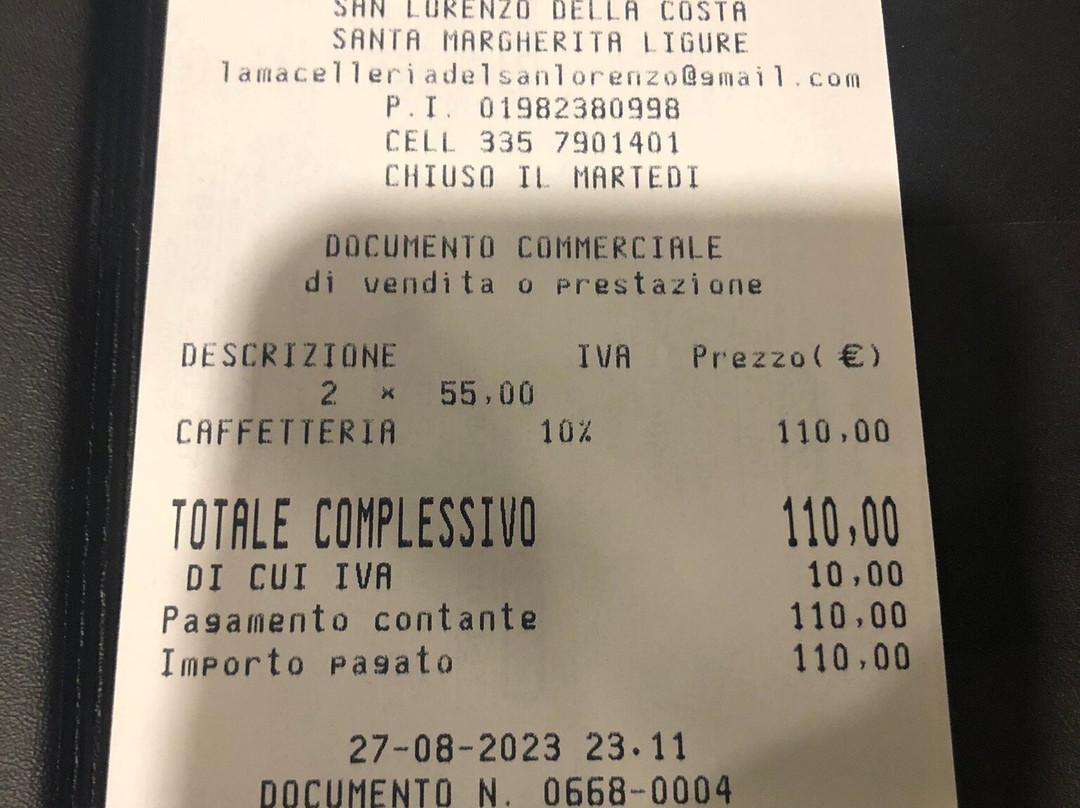 SAN LORENZO DELLA COSTA
SANTA MARGHERITA LIGURE
lamacelleriadelsanlorenzo@gmail.com
P.I. 01982380998
CELL 335 7901401
CHIUSO IL MARTEDI
DOCUMENTO COMMERCIALE
di vendita o prestazione
DESCRIZIONE IVA Prezzo(€)
2 × 55,00
CAFFETTERIA 10% 110,00
TOTALE COMPLESSIVO 110,00
DI CUI IVA 10,00
Pagamento contante 110,00
Importo pagato 110,00
27-08-2023 23.11
DOCUMENTO N. 0668-0004